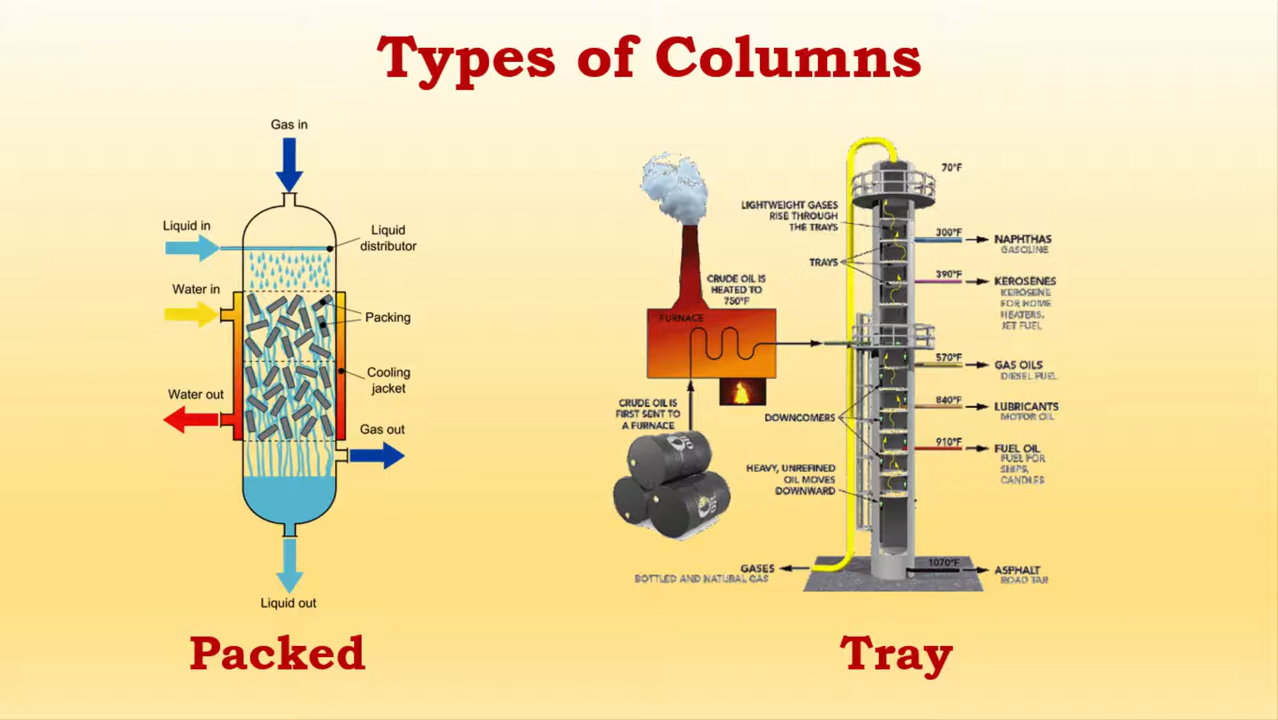 Types of Columns
Gas in
Liquid in
Liquid
distributor
Water in
Packing
Cooling
jacket
Water out
Gas out
Liquid out
Packed
70°F
LIGHTWEIGHT GASES
RISE THROUGH
THE TRAYS
300°F
NAPHTHAS
GASOLINE
TRAYS
CRUDE OIL IS
HEATED TO
750°F
390°F
KEROSENES
KEROSENE
FOR HOME
HEATERS,
JET FUEL
FURNACE
570°F
GAS OILS
DIESEL FUEL
CRUDE OIL IS
FIRST SENT TO
A FURNACE
DOWNCOMERS
840°F
LUBRICANTS
MOTOR OIL
910°F
FUEL OIL
FUEL FOR
SHIPS,
CANDLES
HEAVY, UNREFINED
OIL MOVES
DOWNWARD
GASES
BOTTLED AND NATURAL GAS
1070°F
ASPHALT
ROAD TAR
Tray